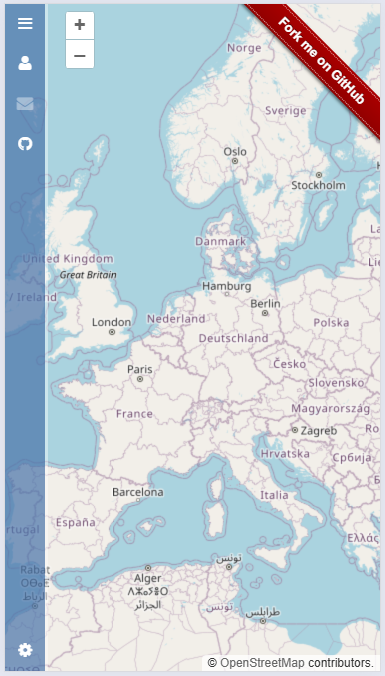 +
Norge
Fork me on GitHub
–
Sverige
Oslo
Stockholm
Danmark
United Kingdom
Great Britain
/ Ireland
Hamburg
Berlin
London
Nederland
Polska
Deutschland
Paris
Česko
Slovensko
France
Magyarország
Zagreb
Hrvatska
Србија
Barcelona
Italia
España
Ελλάς
تونس
Rabat
ⵔⴱⴰⵟ
الرباط
Alger
الجزائر
تونس
طرابلس
© OpenStreetMap contributors.